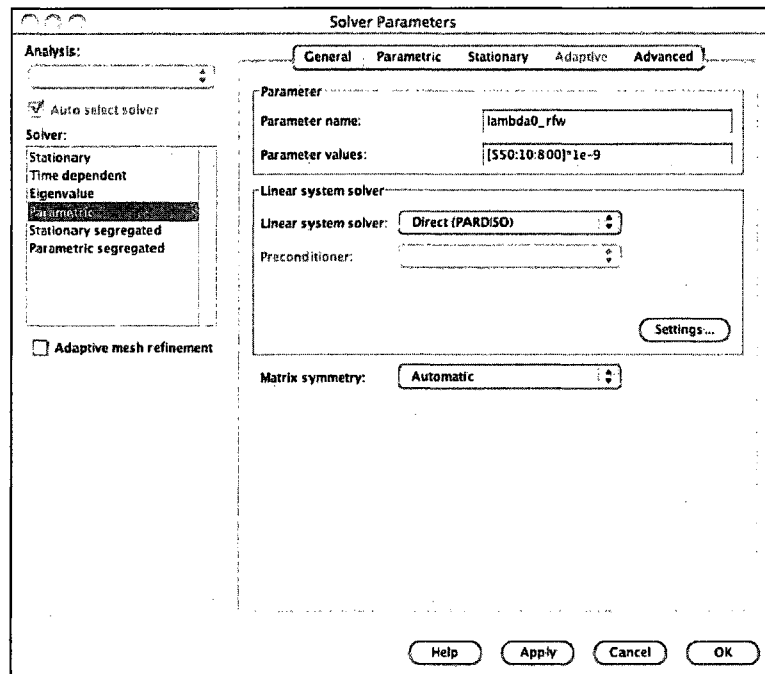 Solver Parameters
Analysis:
Auto select solver
Solver:
Stationary
Time dependent
Eigenvalue
Parametric
Stationary segregated
Parametric segregated
Adaptive mesh refinement
General Parametric Stationary Adaptive Advanced
Parameter
Parameter name: lambda0_rfw
Parameter values: [550:10:800]*1e-9
Linear system solver
Linear system solver: Direct (PARDISO)
Preconditioner:
Settings...
Matrix symmetry: Automatic
Help Apply Cancel OK